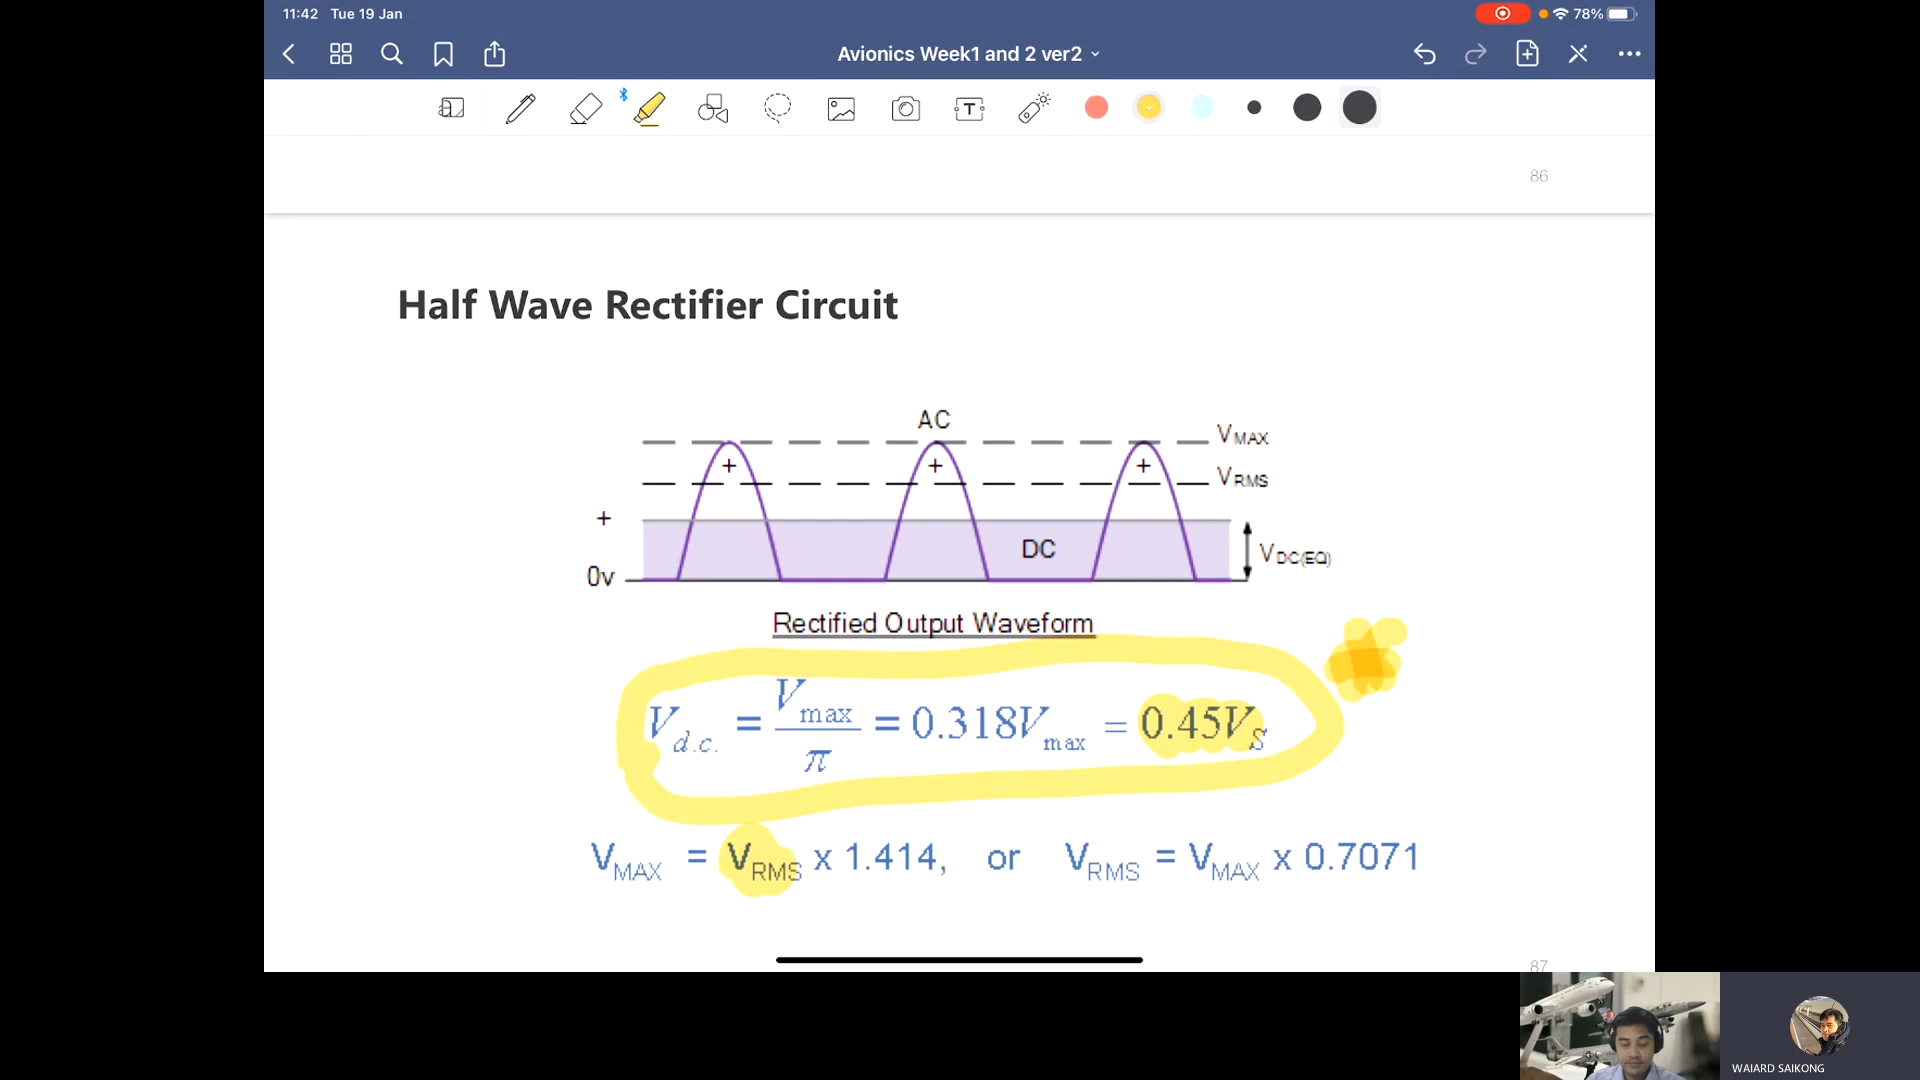 11:42 Tue 19 Jan
78%
Avionics Week1 and 2 ver2
86
Half Wave Rectifier Circuit
AC
VMAX
+ + +
VRMS
+
DC
VDC(EQ)
0v
Rectified Output Waveform
Vd.c. = Vmax/π = 0.318Vmax = 0.45VS
VMAX = VRMS x 1.414, or VRMS = VMAX x 0.7071
87
WAIARD SAIKONG